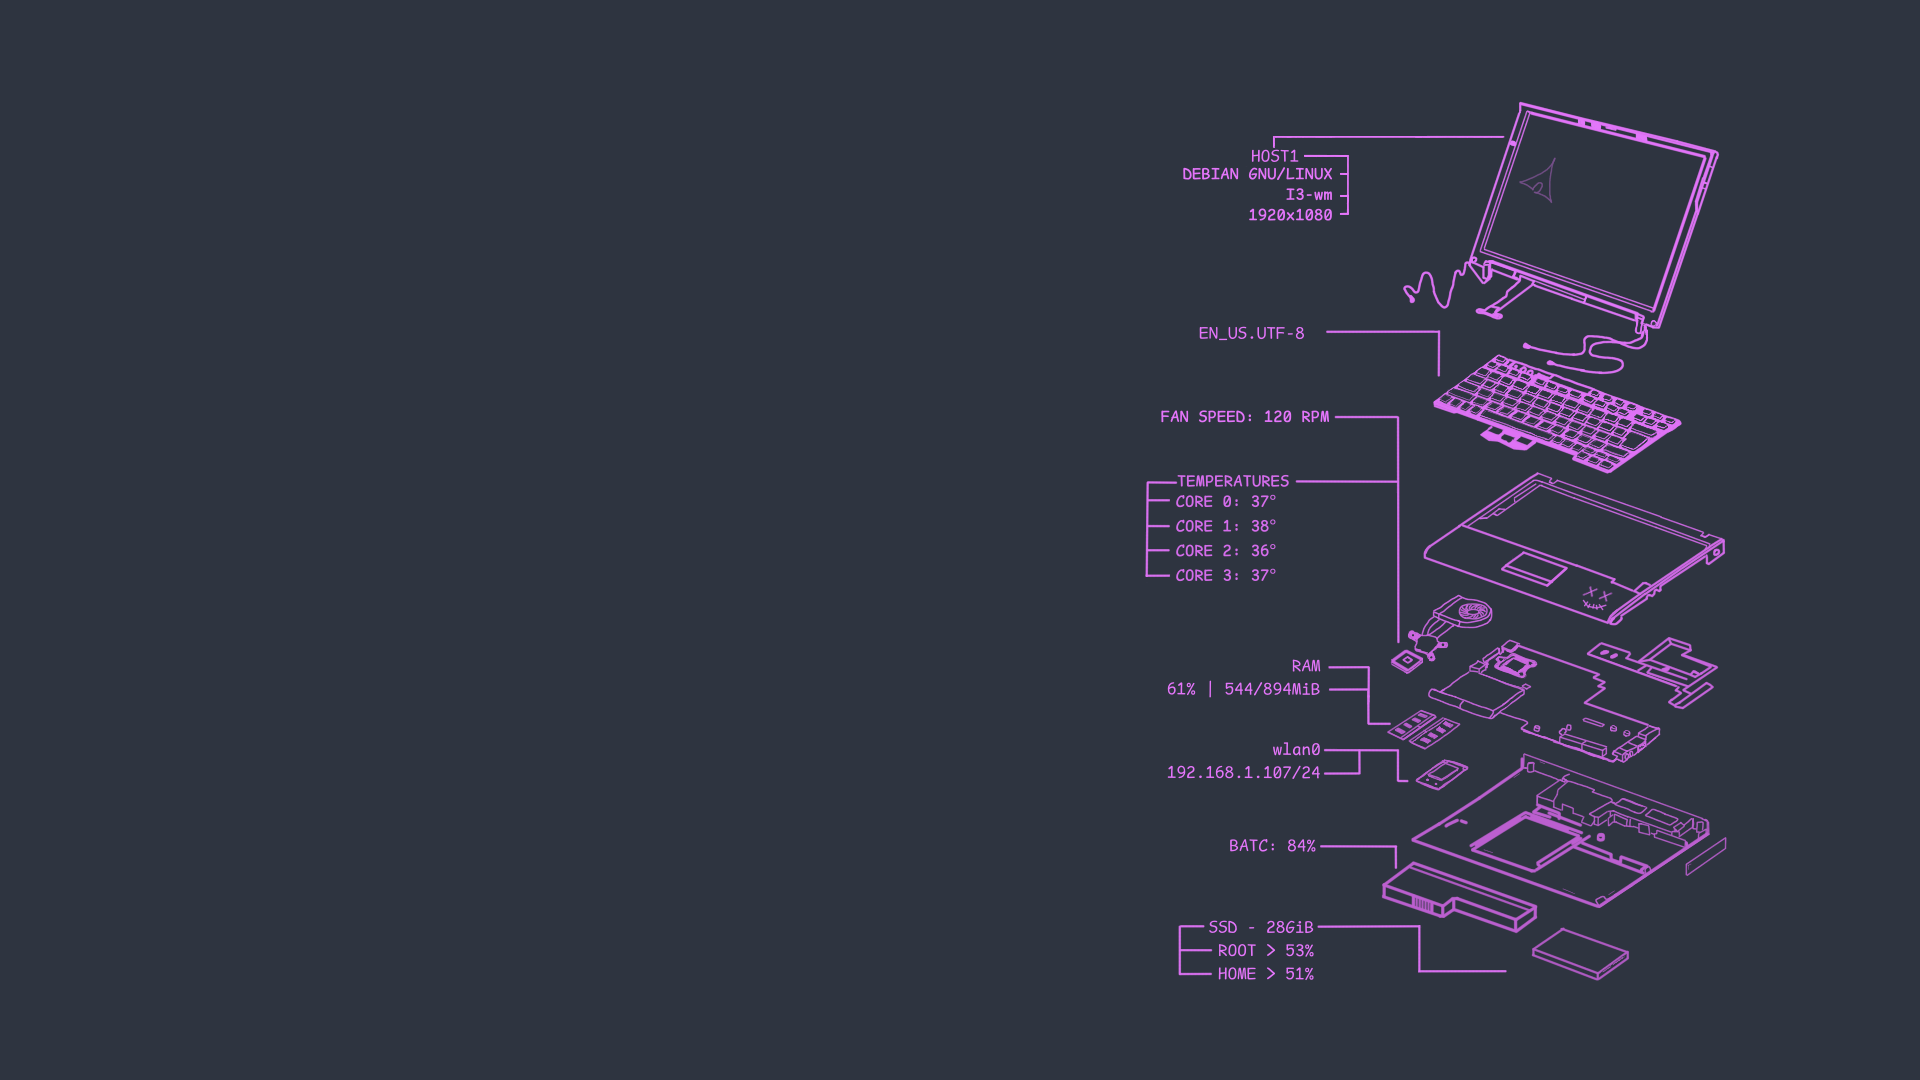 HOST1
DEBIAN GNU/LINUX
I3-wm
1920x1080
EN_US.UTF-8
FAN SPEED: 120 RPM
TEMPERATURES
CORE 0: 37°
CORE 1: 38°
CORE 2: 36°
CORE 3: 37°
RAM
61% | 544/894MiB
wlan0
192.168.1.107/24
BATC: 84%
SSD - 28GiB
ROOT > 53%
HOME > 51%